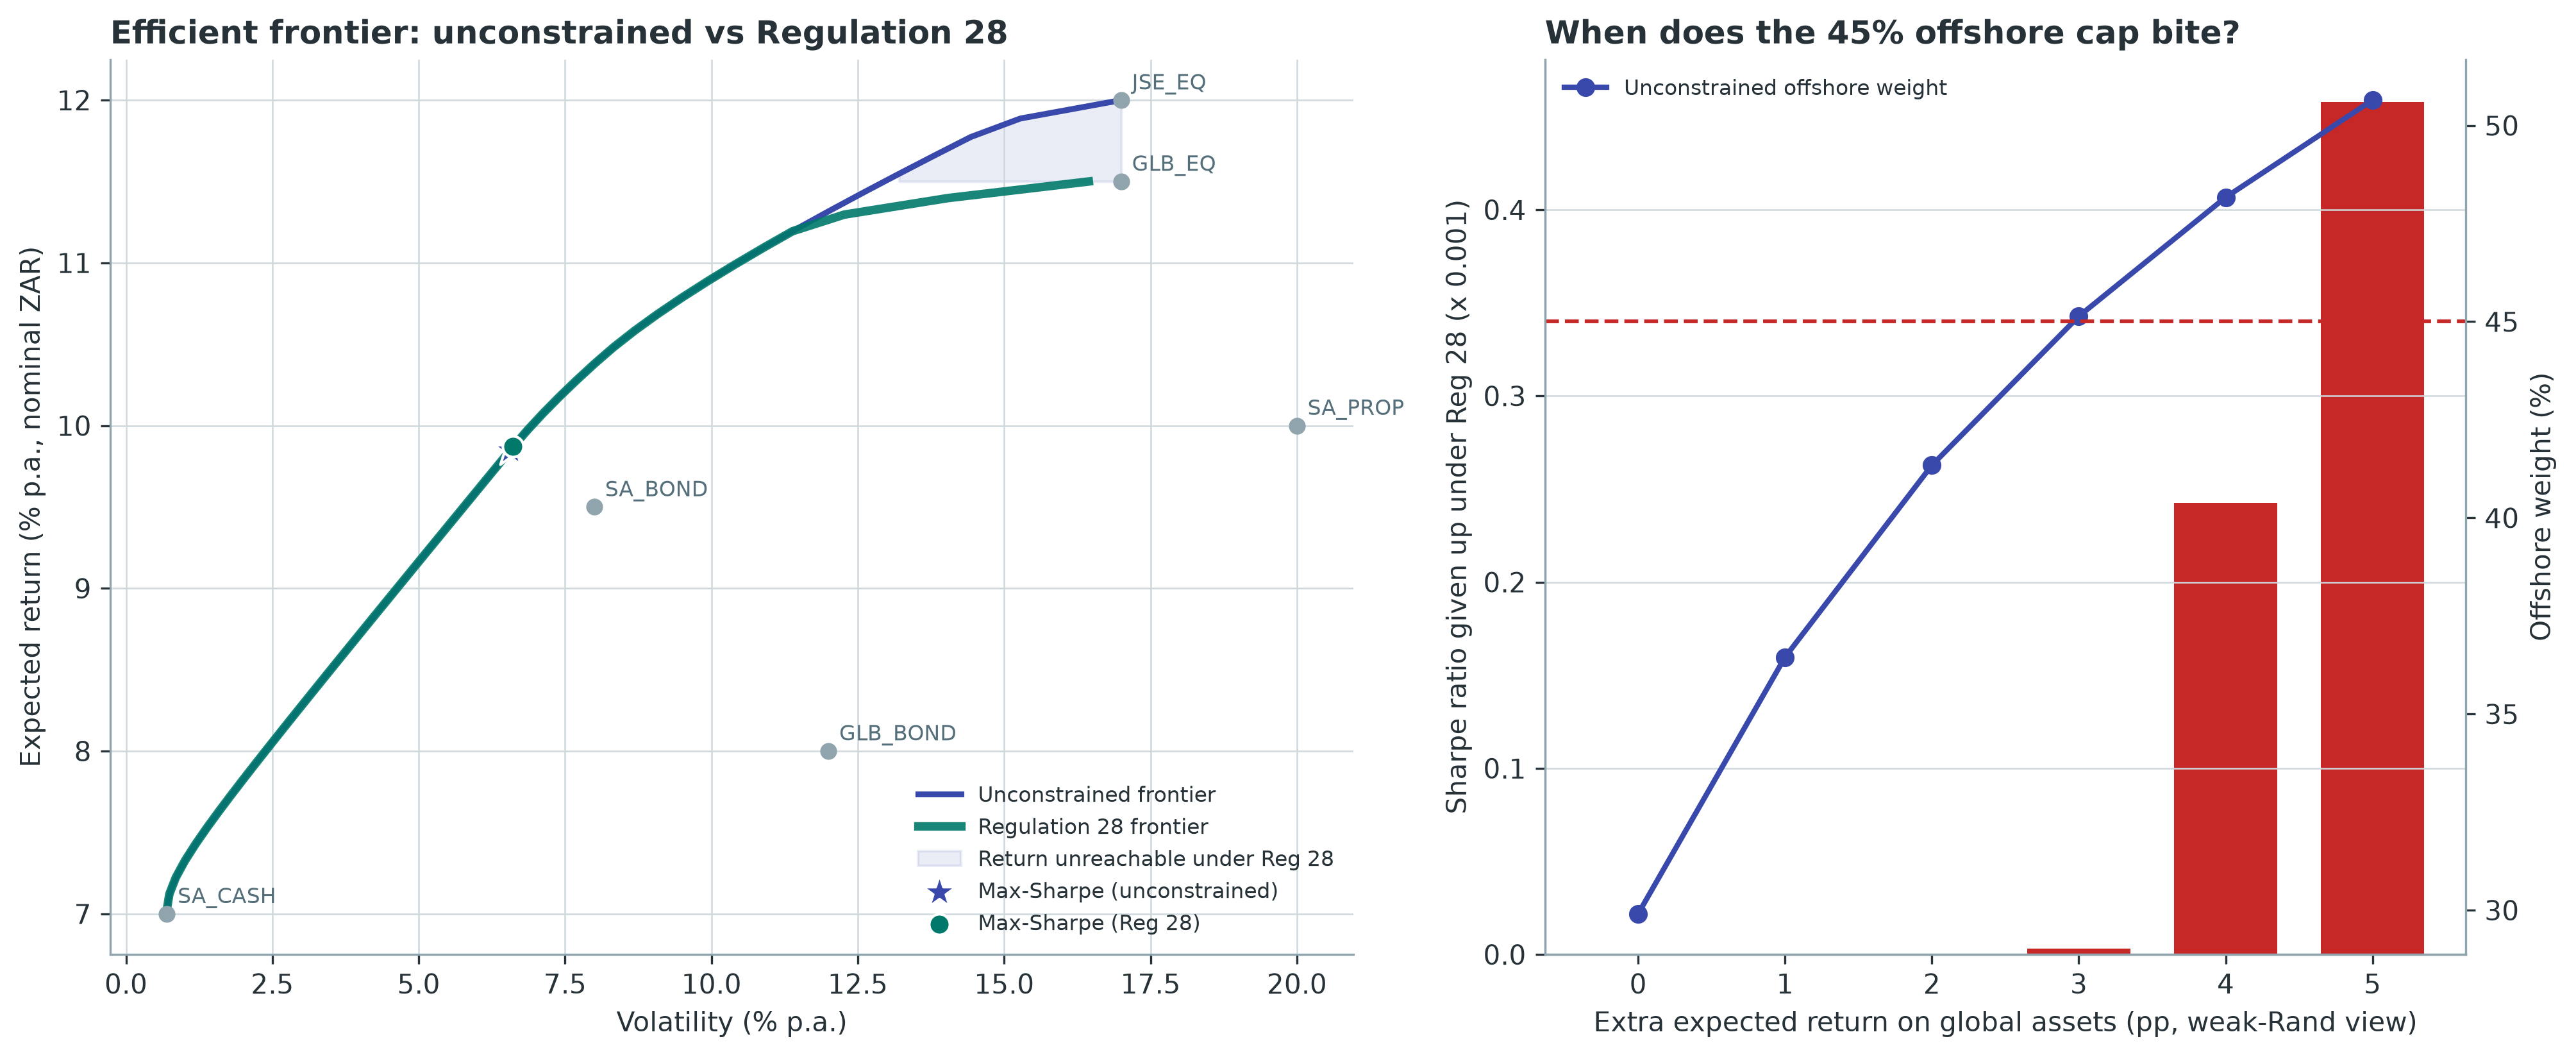 Efficient frontier: unconstrained vs Regulation 28
Expected return (% p.a., nominal ZAR)
12
11
10
9
8
7
JSE_EQ
GLB_EQ
SA_PROP
SA_BOND
GLB_BOND
SA_CASH
Unconstrained frontier
Regulation 28 frontier
Return unreachable under Reg 28
Max-Sharpe (unconstrained)
Max-Sharpe (Reg 28)
0.0 2.5 5.0 7.5 10.0 12.5 15.0 17.5 20.0
Volatility (% p.a.)
When does the 45% offshore cap bite?
Unconstrained offshore weight
Sharpe ratio given up under Reg 28 (x 0.001)
0.4
0.3
0.2
0.1
0.0
50
45
40
35
30
Offshore weight (%)
0 1 2 3 4 5
Extra expected return on global assets (pp, weak-Rand view)